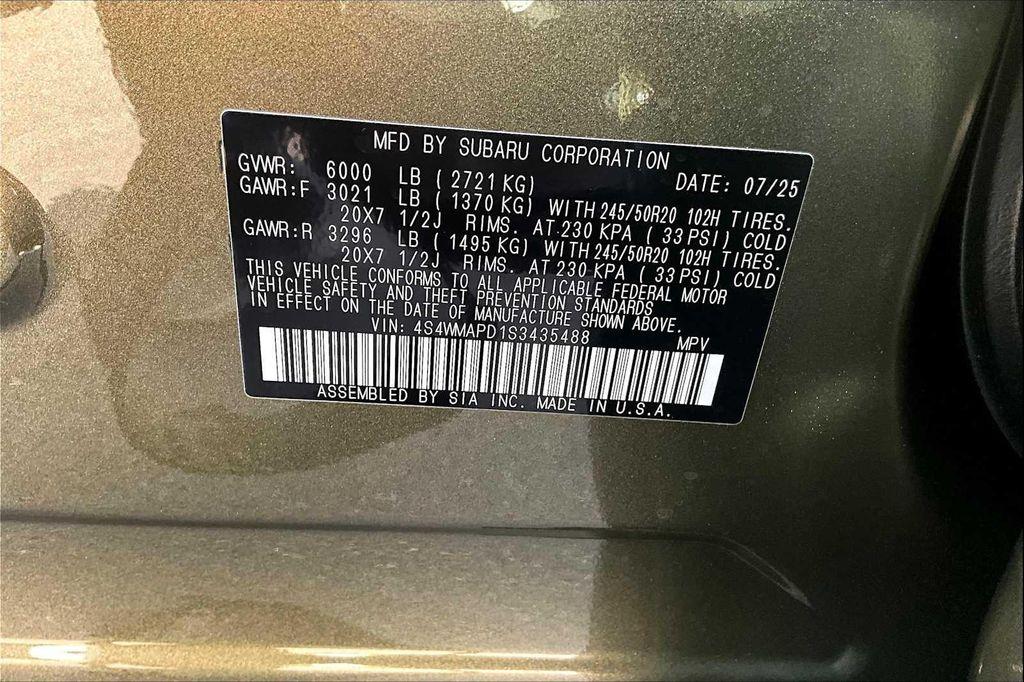 MFD BY SUBARU CORPORATION
GVWR: 6000 LB ( 2721 KG) DATE: 07/25
GAWR:F 3021 LB ( 1370 KG) WITH 245/50R20 102H TIRES.
20X7 1/2J RIMS. AT 230 KPA ( 33 PSI) COLD
GAWR:R 3296 LB ( 1495 KG) WITH 245/50R20 102H TIRES.
20X7 1/2J RIMS. AT 230 KPA ( 33 PSI) COLD
THIS VEHICLE CONFORMS TO ALL APPLICABLE FEDERAL MOTOR
VEHICLE SAFETY AND THEFT PREVENTION STANDARDS
IN EFFECT ON THE DATE OF MANUFACTURE SHOWN ABOVE.
VIN: 4S4WMAPD1S3435488 MPV
ASSEMBLED BY SIA INC. MADE IN U.S.A.